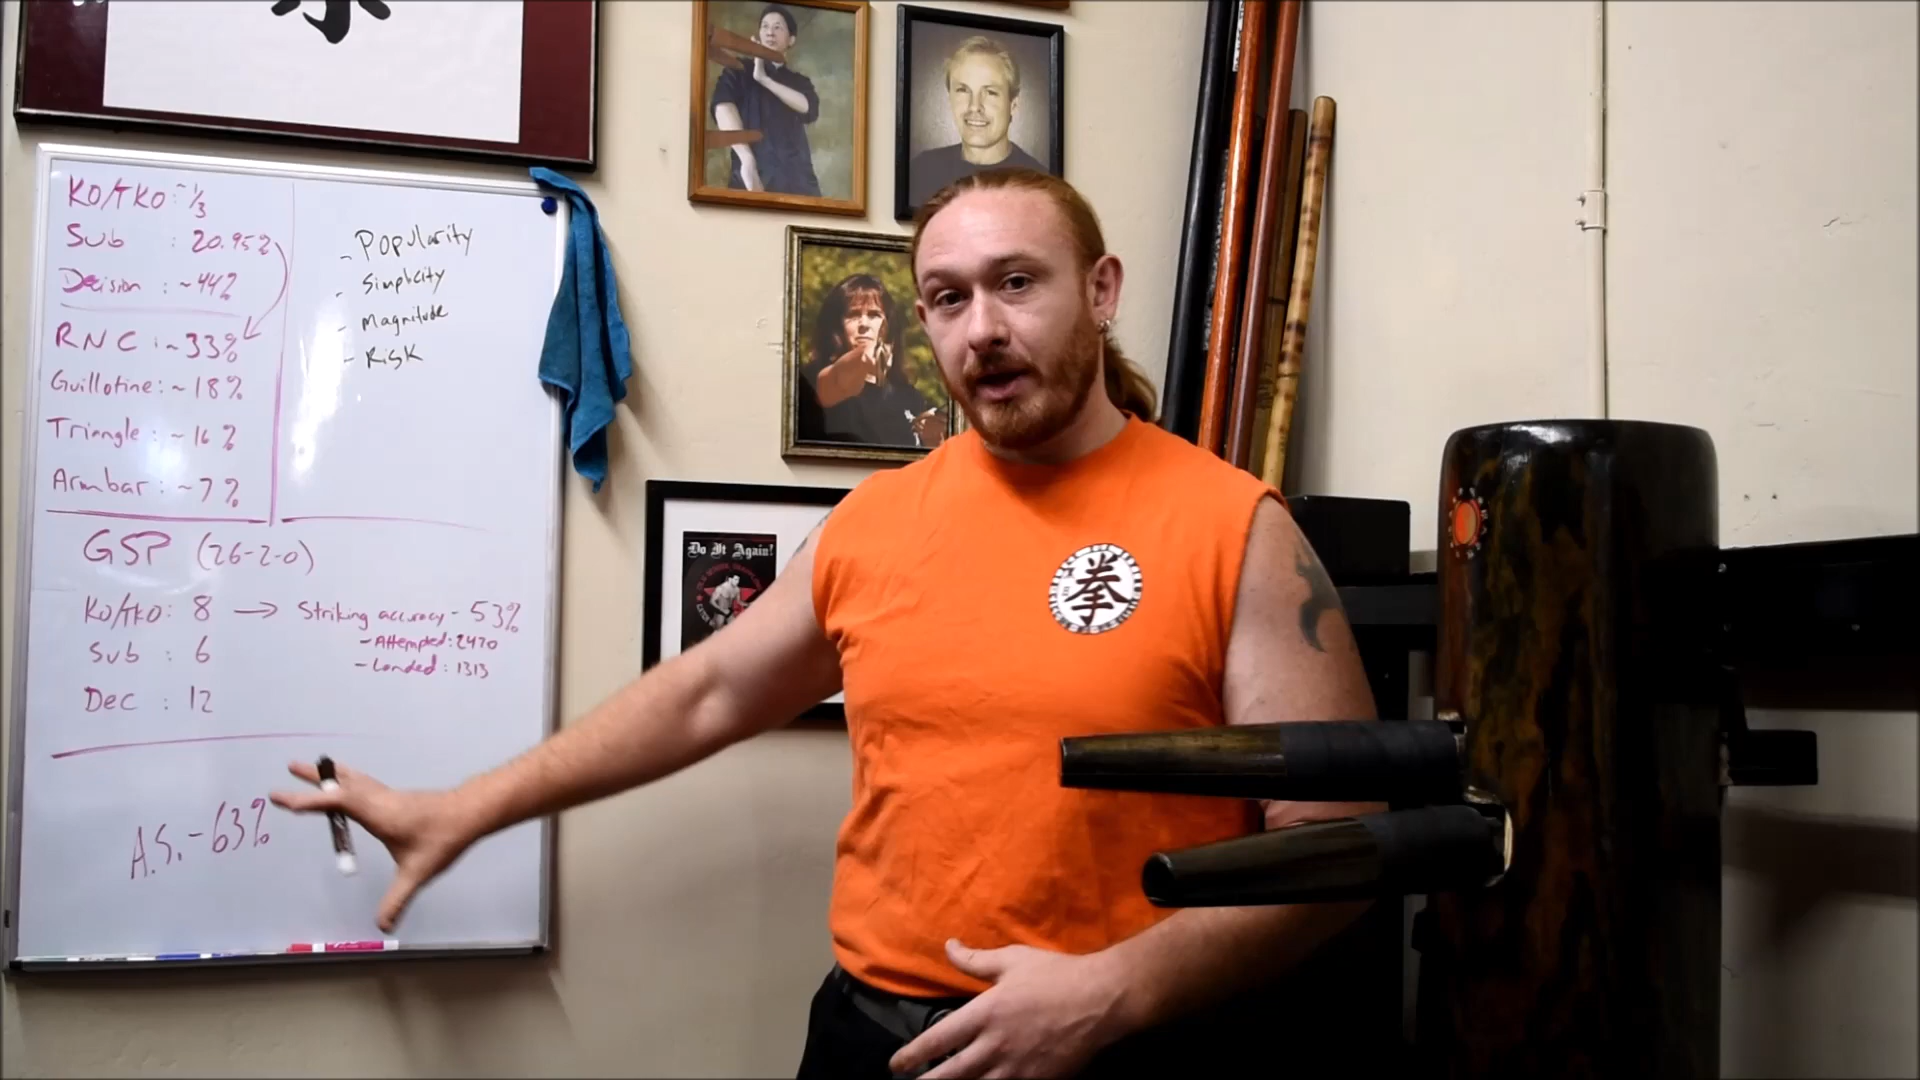 KO/TKO : ~1/3
Sub : 20.95%
Decision : ~44%
RNC : ~33%
Guillotine : ~18%
Triangle : ~16%
Armbar : ~7%
- Popularity
- Simplicity
- Magnitude
- Risk
GSP (26-2-0)
KO/TKO : 8 → Striking accuracy - 53%
- Attempted : 2470
- Landed : 1313
Sub : 6
Dec : 12
A.S. - 63%
Do It Again!
拳